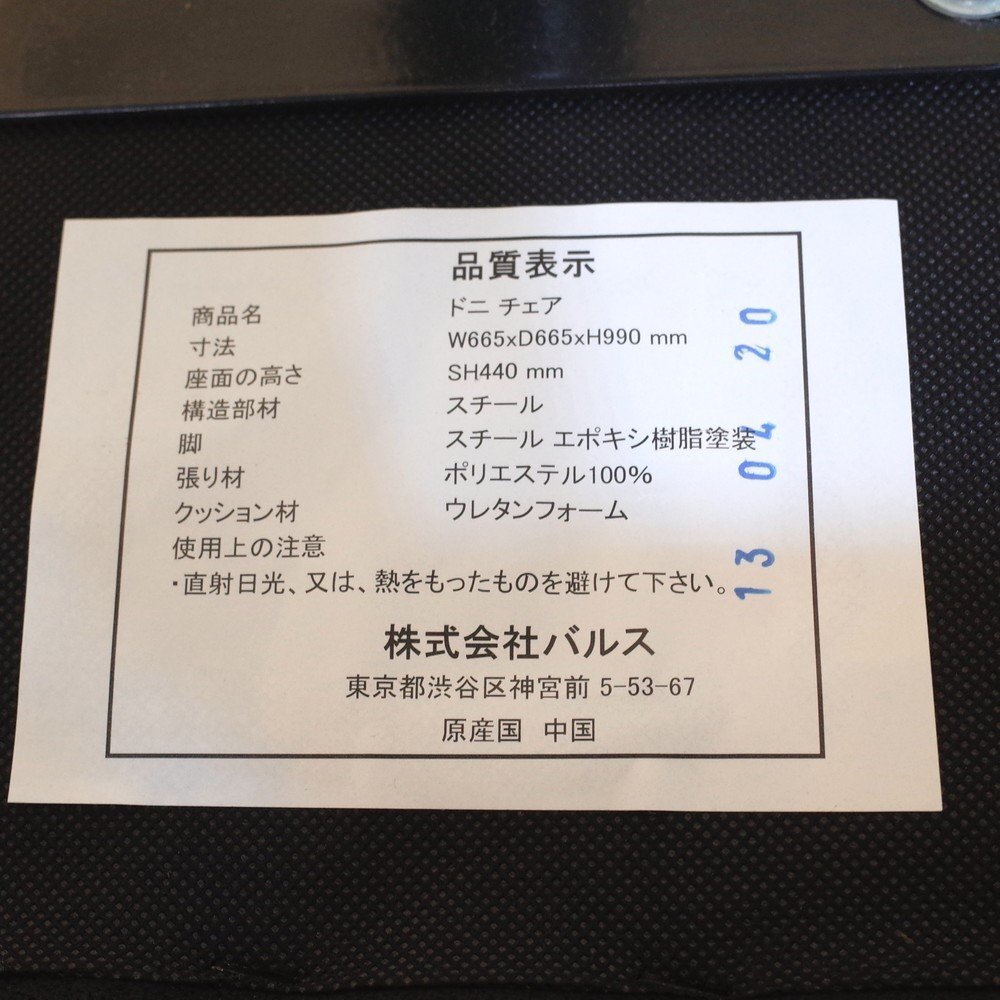 品質表示
商品名 ドニ チェア
寸法 W665xD665xH990 mm
座面の高さ SH440 mm
構造部材 スチール
脚 スチール エポキシ樹脂塗装
張り材 ポリエステル100%
クッション材 ウレタンフォーム
使用上の注意
・直射日光、又は、熱をもったものを避けて下さい。
株式会社バルス
東京都渋谷区神宮前 5-53-67
原産国 中国
13 04 20